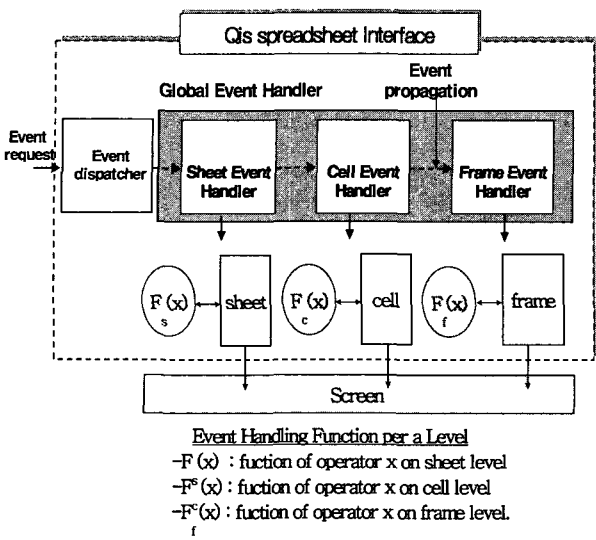 Qis spreadsheet Interface
Event
propagation
Global Event Handler
Event
request
Event
dispatcher
Sheet Event
Handler
Cell Event
Handler
Frame Event
Handler
F (x)
s
sheet
F (x)
c
cell
F (x)
f
frame
Screen
Event Handling Function per a Level
-F (x) : fuction of operator x on sheet level
s
-F (x) : fuction of operator x on cell level
c
-F (x) : fuction of operator x on frame level.
f